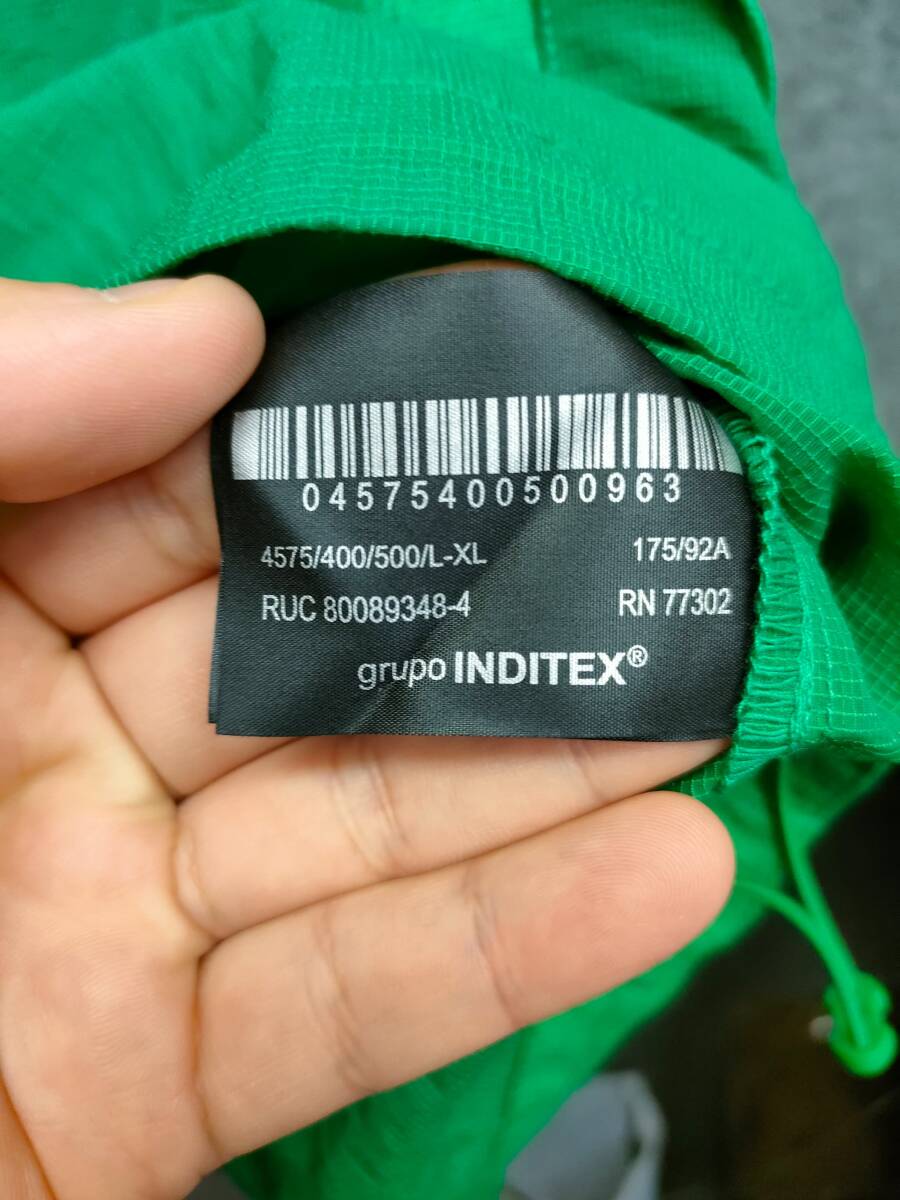 04575400500963
4575/400/500/L-XL 175/92A
RUC 80089348-4 RN 77302
grupo INDITEX®